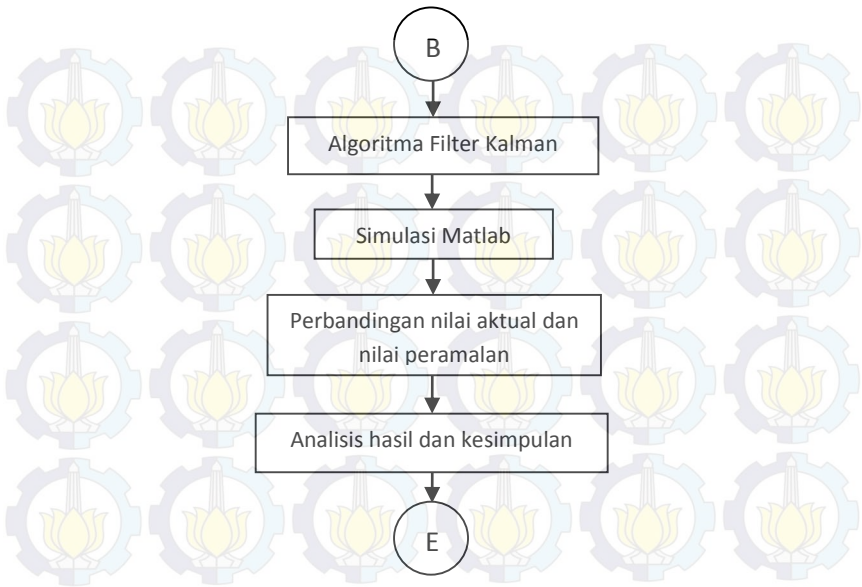 B
Algoritma Filter Kalman
Simulasi Matlab
Perbandingan nilai aktual dan
nilai peramalan
Analisis hasil dan kesimpulan
E